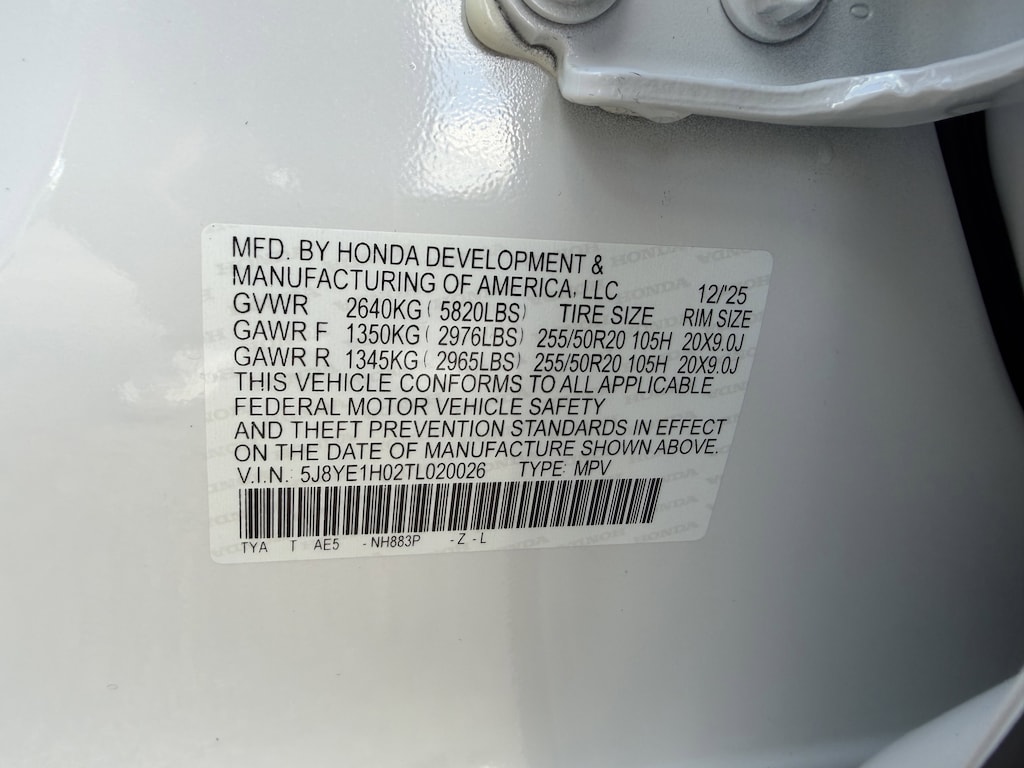 MFD. BY HONDA DEVELOPMENT &
MANUFACTURING OF AMERICA, LLC 12/'25
GVWR 2640KG ( 5820LBS) TIRE SIZE RIM SIZE
GAWR F 1350KG ( 2976LBS) 255/50R20 105H 20X9.0J
GAWR R 1345KG ( 2965LBS) 255/50R20 105H 20X9.0J
THIS VEHICLE CONFORMS TO ALL APPLICABLE
FEDERAL MOTOR VEHICLE SAFETY
AND THEFT PREVENTION STANDARDS IN EFFECT
ON THE DATE OF MANUFACTURE SHOWN ABOVE.
V.I.N. 5J8YE1H02TL020026 TYPE: MPV
TYA T AE5 -NH883P -Z -L